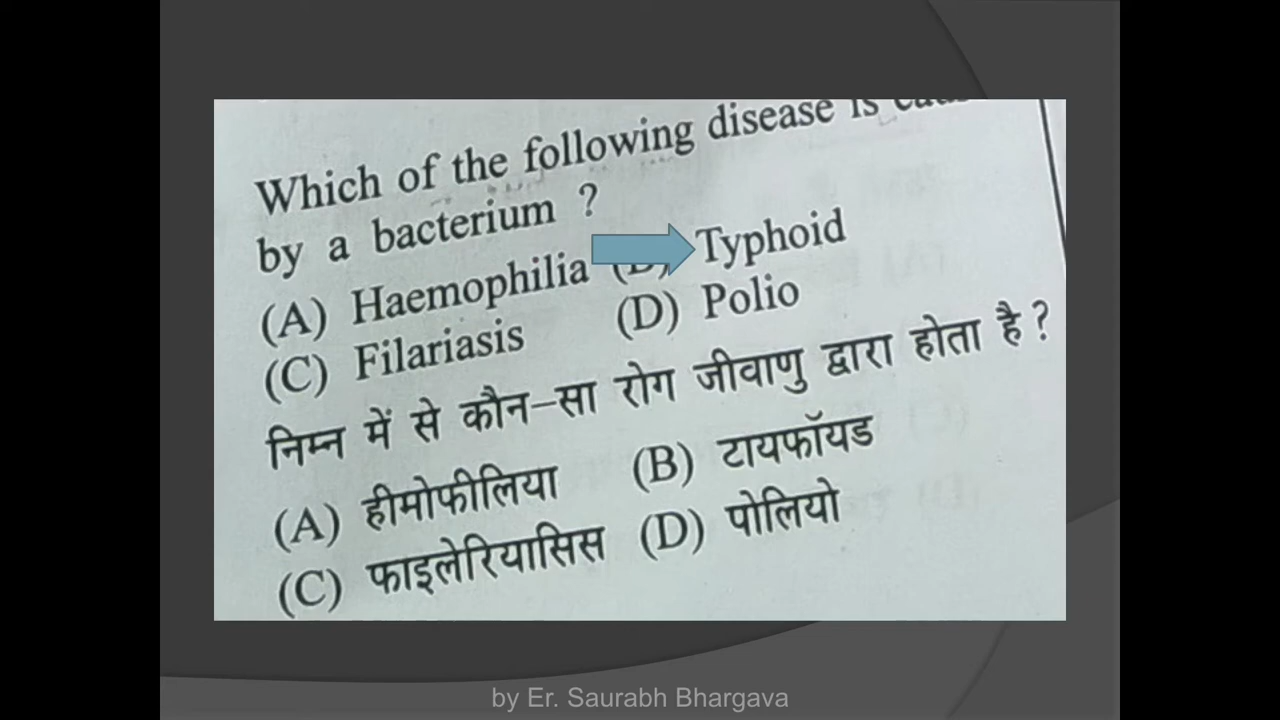 Which of the following disease is
by a bacterium ?
(A) Haemophilia (B) Typhoid
(C) Filariasis (D) Polio
निम्न में से कौन–सा रोग जीवाणु द्वारा होता है ?
(A) हीमोफीलिया (B) टायफॉयड
(C) फाइलेरियासिस (D) पोलियो
by Er. Saurabh Bhargava